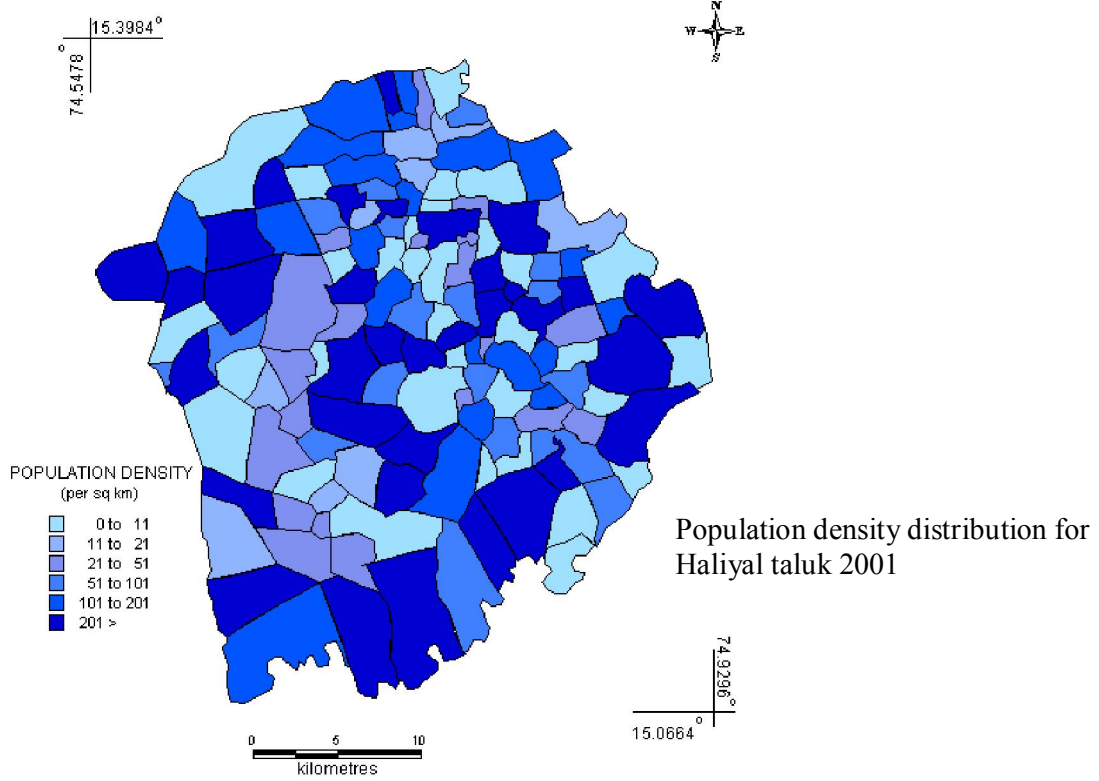 15.3984°
74.5478°
N
W E
S
POPULATION DENSITY
(per sq km)
0 to 11
11 to 21
21 to 51
51 to 101
101 to 201
201 >
Population density distribution for
Haliyal taluk 2001
74.9296°
15.0664°
0 5 10
kilometres